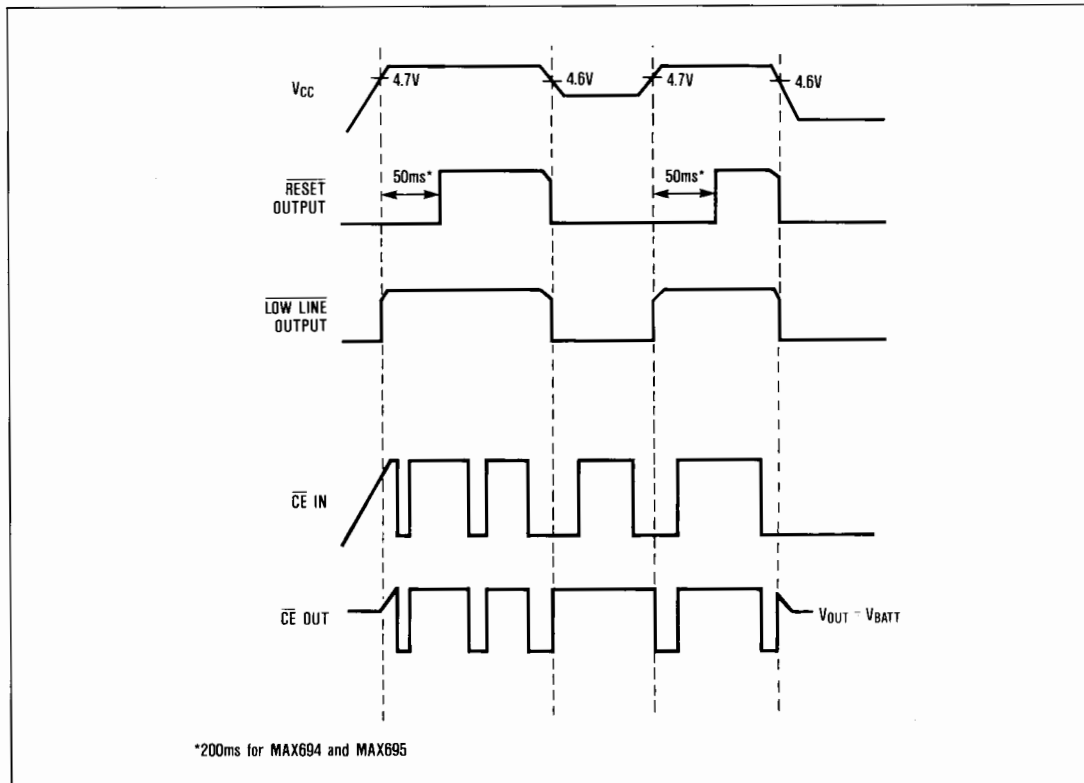 VCC
4.7V
4.6V
4.7V
4.6V
RESET
OUTPUT
50ms*
50ms*
LOW LINE
OUTPUT
CE IN
CE OUT
VOUT = VBATT
*200ms for MAX694 and MAX695